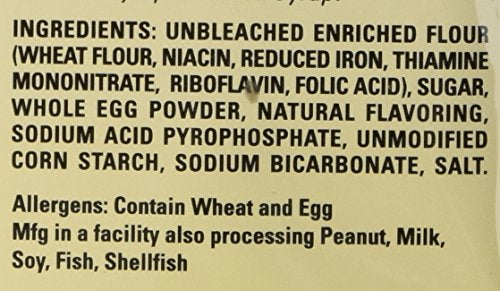 INGREDIENTS: UNBLEACHED ENRICHED FLOUR
(WHEAT FLOUR, NIACIN, REDUCED IRON, THIAMINE
MONONITRATE, RIBOFLAVIN, FOLIC ACID), SUGAR,
WHOLE EGG POWDER, NATURAL FLAVORING,
SODIUM ACID PYROPHOSPHATE, UNMODIFIED
CORN STARCH, SODIUM BICARBONATE, SALT.
Allergens: Contain Wheat and Egg
Mfg in a facility also processing Peanut, Milk,
Soy, Fish, Shellfish